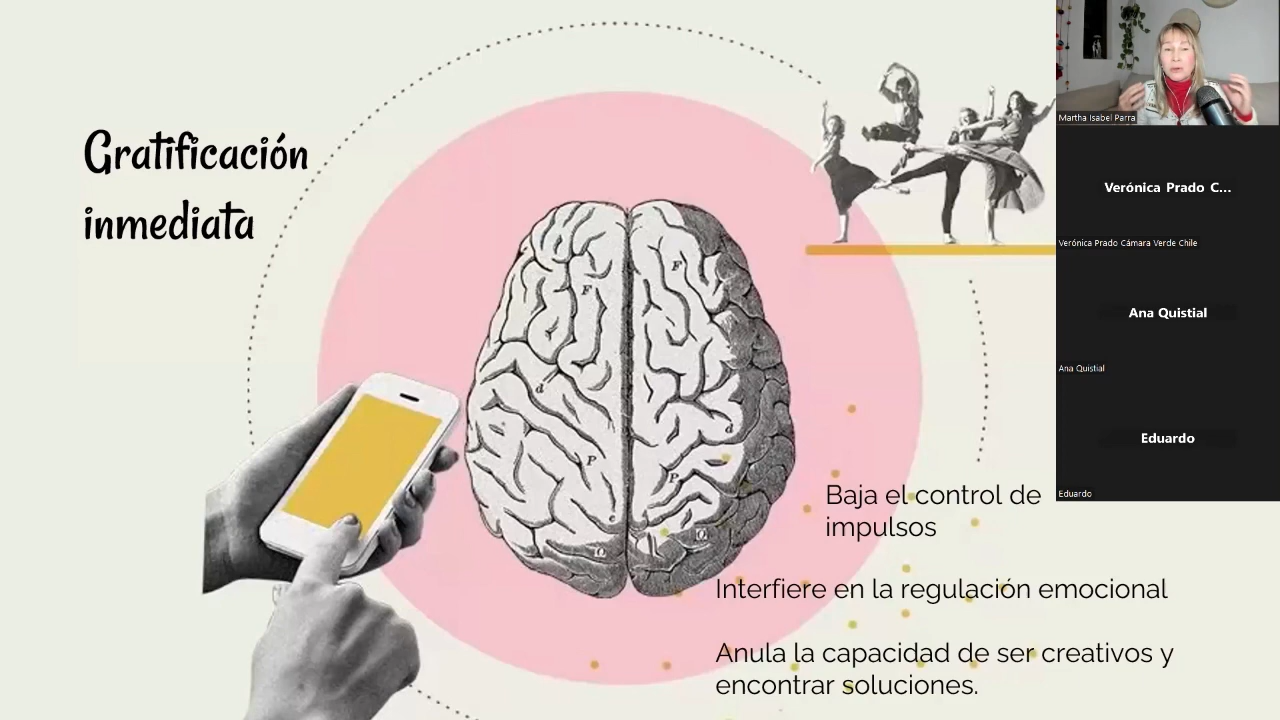 Gratificación
inmediata
Baja el control de
impulsos
Interfiere en la regulación emocional
Anula la capacidad de ser creativos y
encontrar soluciones.
Martha Isabel Parra
Verónica Prado C...
Verónica Prado Cámara Verde Chile
Ana Quistial
Ana Quistial
Eduardo
Eduardo
F
F
d
d
P
P
c
O